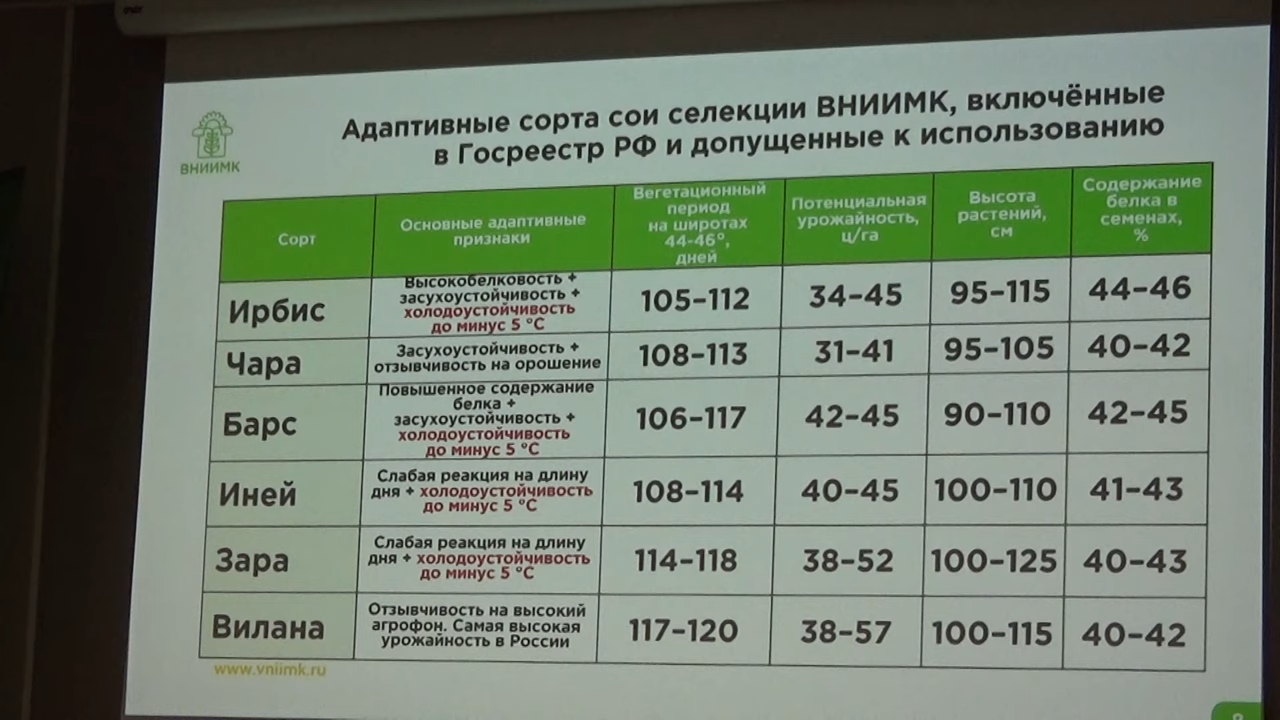 ВНИИМК
Адаптивные сорта сои селекции ВНИИМК, включённые
в Госреестр РФ и допущенные к использованию
Сорт
Основные адаптивные
признаки
Вегетационный
период
на широтах
44-46°,
дней
Потенциальная
урожайность,
ц/га
Высота
растений,
см
Содержание
белка в
семенах,
%
Ирбис
Высокобелковость +
засухоустойчивость +
холодоустойчивость
до минус 5 °С
105–112
34–45
95–115
44–46
Чара
Засухоустойчивость +
отзывчивость на орошение
108–113
31–41
95–105
40–42
Барс
Повышенное содержание
белка +
засухоустойчивость +
холодоустойчивость
до минус 5 °С
106–117
42–45
90–110
42–45
Иней
Слабая реакция на длину
дня + холодоустойчивость
до минус 5 °С
108–114
40–45
100–110
41–43
Зара
Слабая реакция на длину
дня + холодоустойчивость
до минус 5 °С
114–118
38–52
100–125
40–43
Вилана
Отзывчивость на высокий
агрофон. Самая высокая
урожайность в России
117–120
38–57
100–115
40–42
www.vniimk.ru